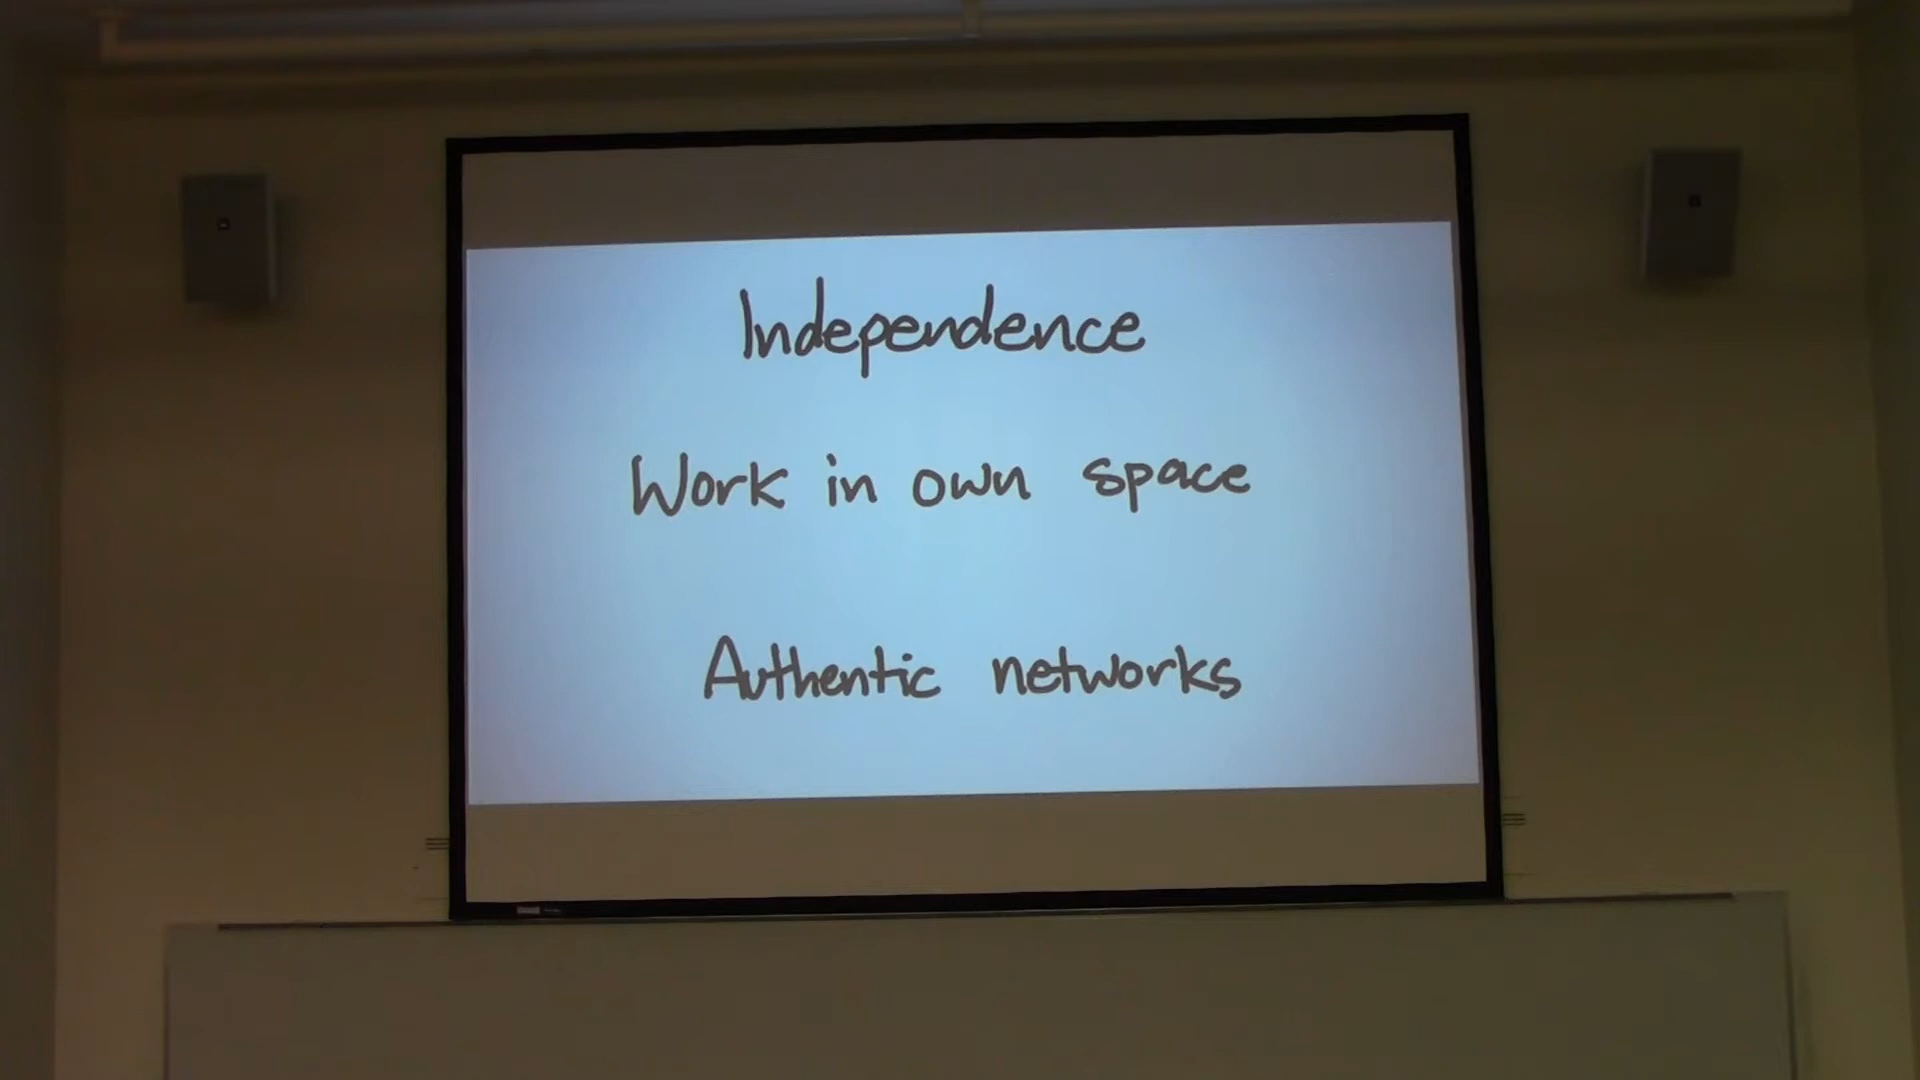 Independence
Work in own space
Authentic networks